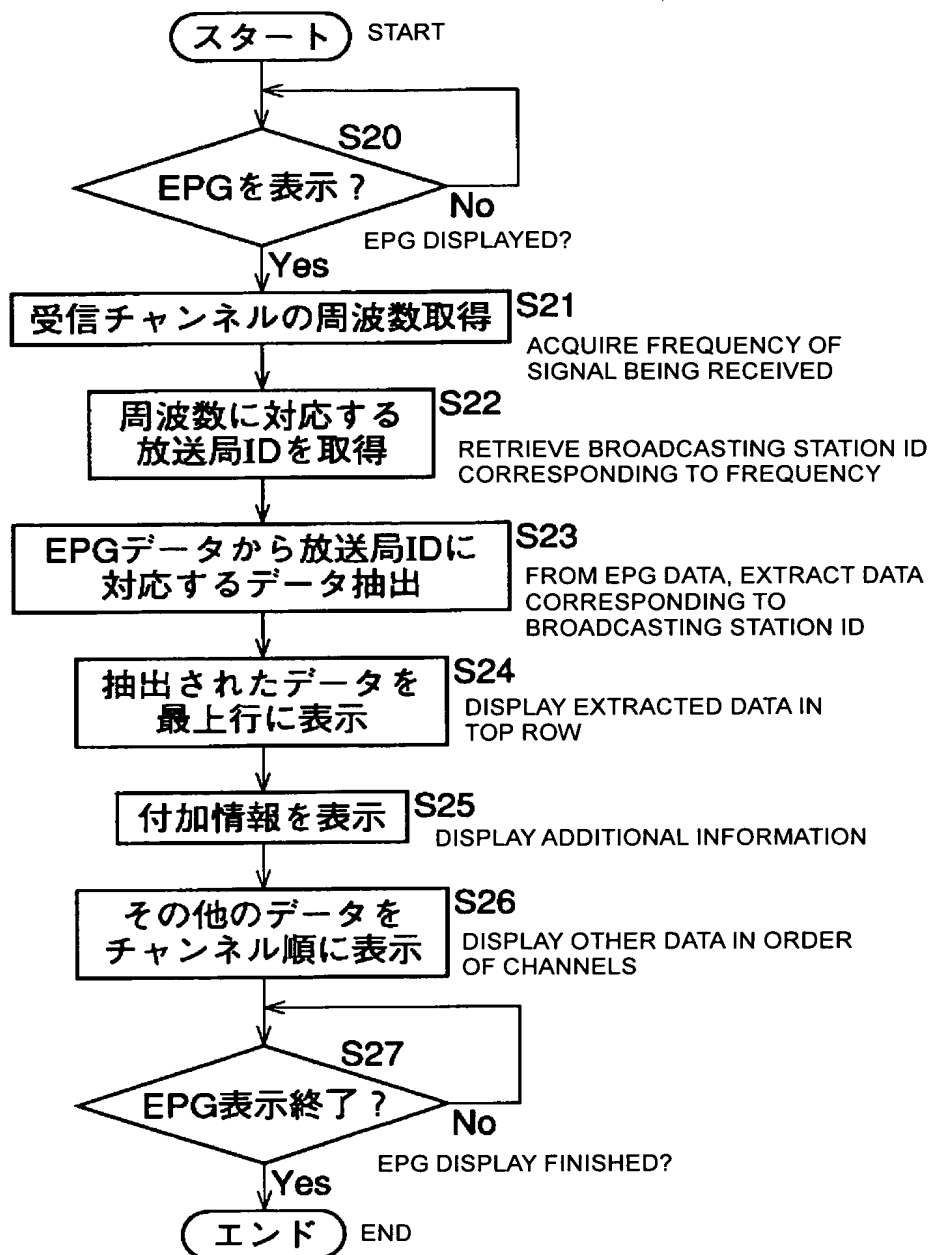 スタート START
S20
EPGを表示？
No
EPG DISPLAYED?
Yes
受信チャンネルの周波数取得 S21
ACQUIRE FREQUENCY OF
SIGNAL BEING RECEIVED
周波数に対応する S22
放送局IDを取得
RETRIEVE BROADCASTING STATION ID
CORRESPONDING TO FREQUENCY
EPGデータから放送局IDに S23
対応するデータ抽出
FROM EPG DATA, EXTRACT DATA
CORRESPONDING TO
BROADCASTING STATION ID
抽出されたデータを S24
最上行に表示
DISPLAY EXTRACTED DATA IN
TOP ROW
付加情報を表示 S25
DISPLAY ADDITIONAL INFORMATION
その他のデータを S26
チャンネル順に表示
DISPLAY OTHER DATA IN ORDER
OF CHANNELS
S27
EPG表示終了？
No
EPG DISPLAY FINISHED?
Yes
エンド END